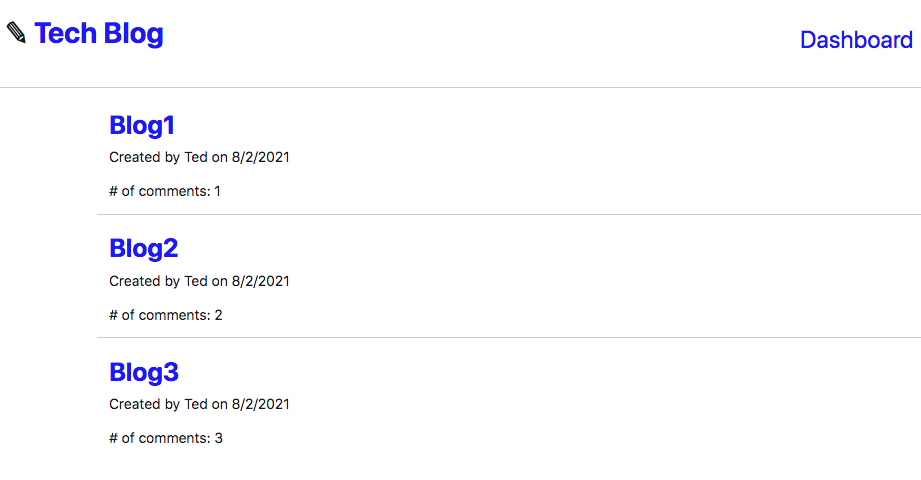 ✎ Tech Blog
Dashboard
Blog1
Created by Ted on 8/2/2021
# of comments: 1
Blog2
Created by Ted on 8/2/2021
# of comments: 2
Blog3
Created by Ted on 8/2/2021
# of comments: 3